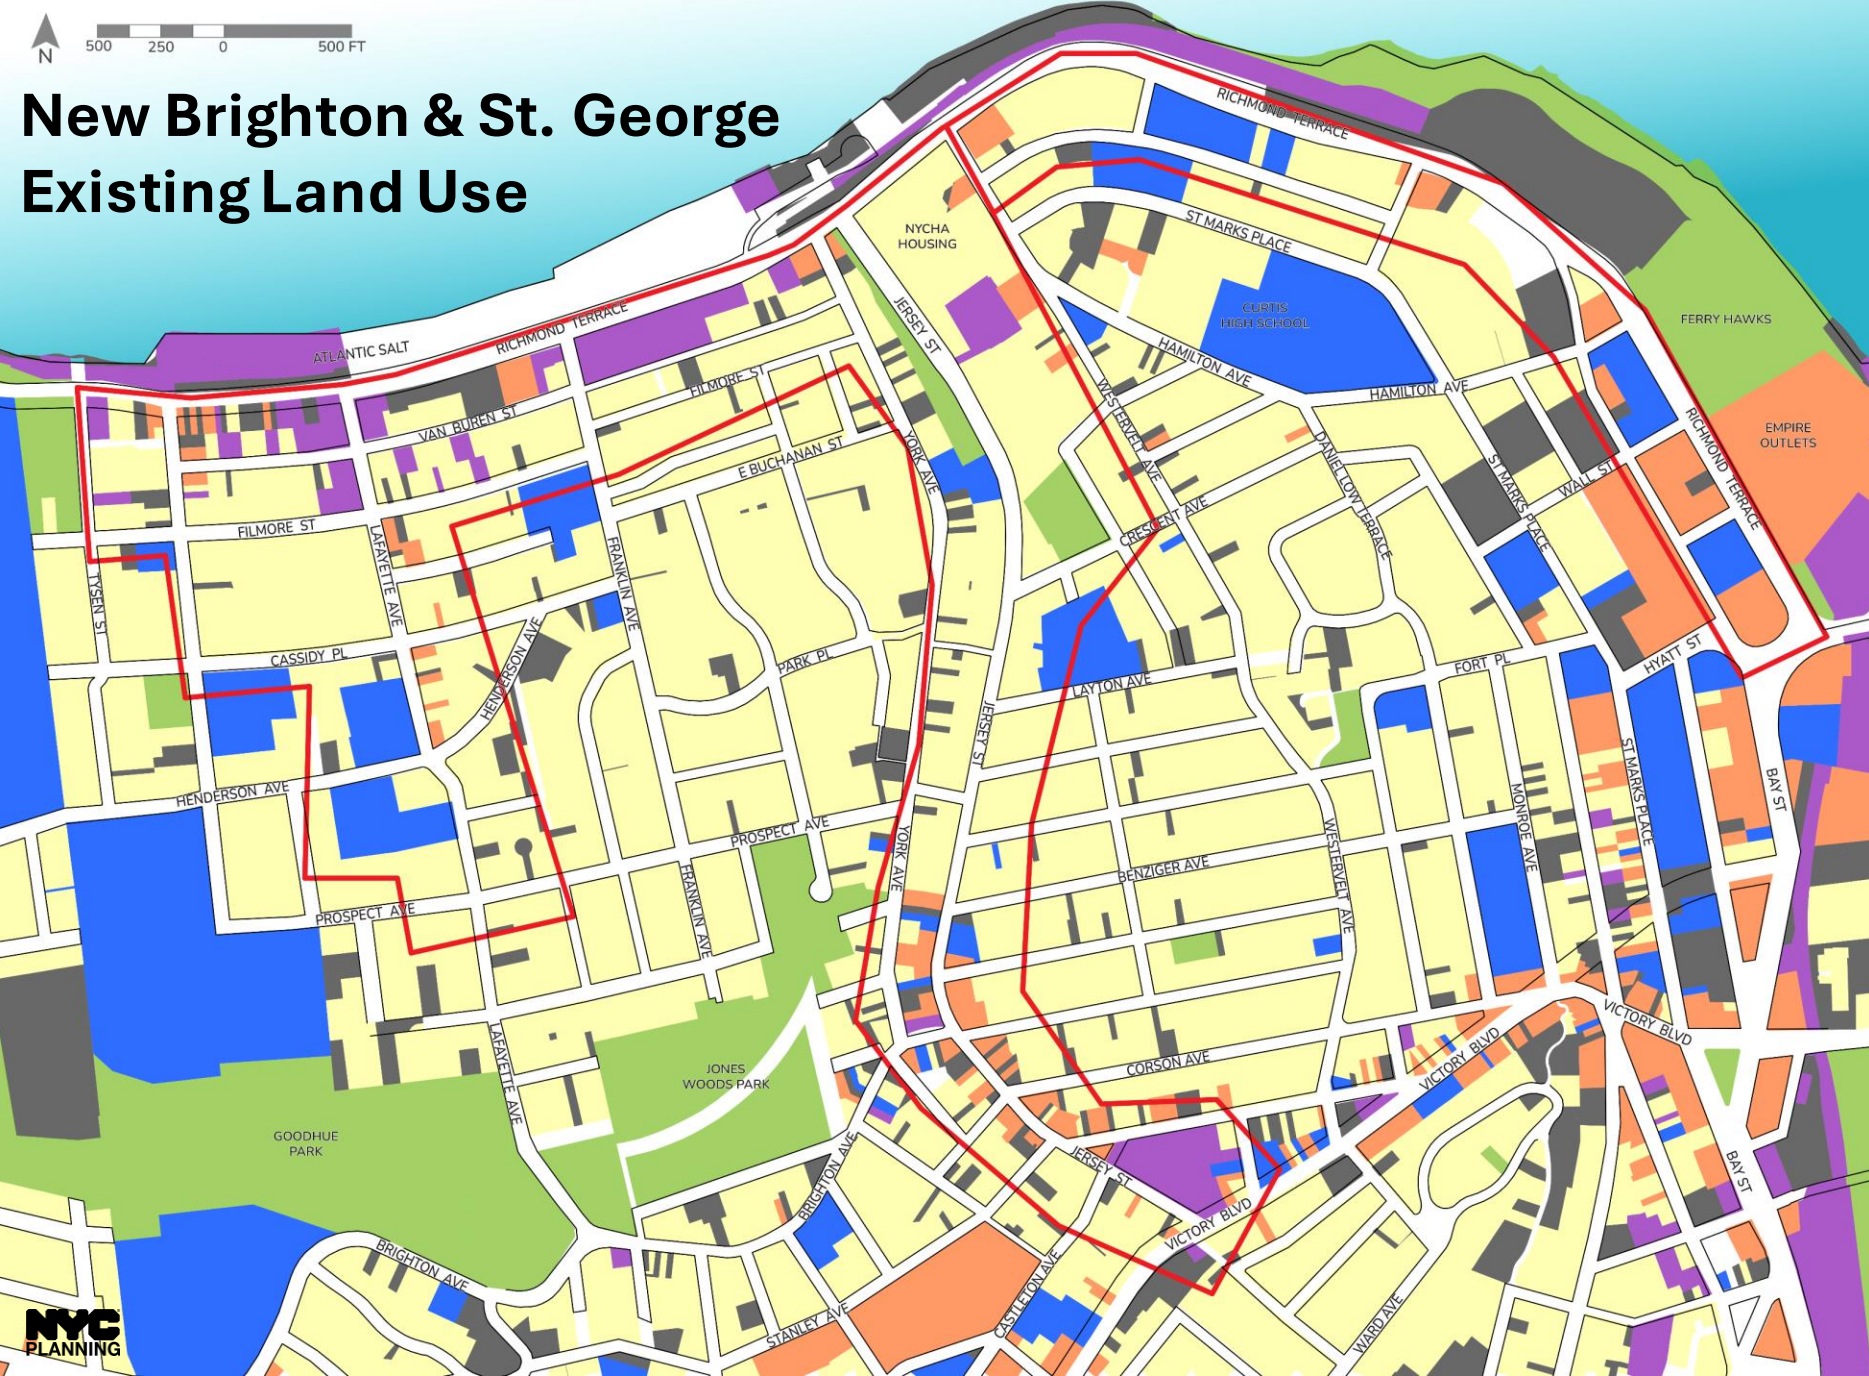 N
500
250
0
500 FT
New Brighton & St. George
Existing Land Use
RICHMOND TERRACE
NYCHA
HOUSING
ST MARKS PLACE
JERSEY ST
CURTIS
HIGH SCHOOL
FERRY HAWKS
ATLANTIC SALT
RICHMOND TERRACE
HAMILTON AVE
HAMILTON AVE
FILMORE ST
VAN BUREN ST
WESTERVELT AVE
RICHMOND TERRACE
EMPIRE
OUTLETS
E BUCHANAN ST
YORK AVE
DANIEL LOW TERRACE
ST MARKS PLACE
WALL ST
FILMORE ST
LAFAYETTE AVE
CRESCENT AVE
FRANKLIN AVE
TYSEN ST
CASSIDY PL
HENDERSON AVE
PARK PL
LAYTON AVE
FORT PL
HYATT ST
JERSEY ST
HENDERSON AVE
PROSPECT AVE
YORK AVE
BENZIGER AVE
WESTERVELT AVE
MONROE AVE
ST MARKS PLACE
BAY ST
PROSPECT AVE
FRANKLIN AVE
LAFAYETTE AVE
JONES
WOODS PARK
CORSON AVE
VICTORY BLVD
VICTORY BLVD
GOODHUE
PARK
BRIGHTON AVE
JERSEY ST
VICTORY BLVD
BAY ST
BRIGHTON AVE
STANLEY AVE
CASTLETON AVE
WARD AVE
NYC
PLANNING